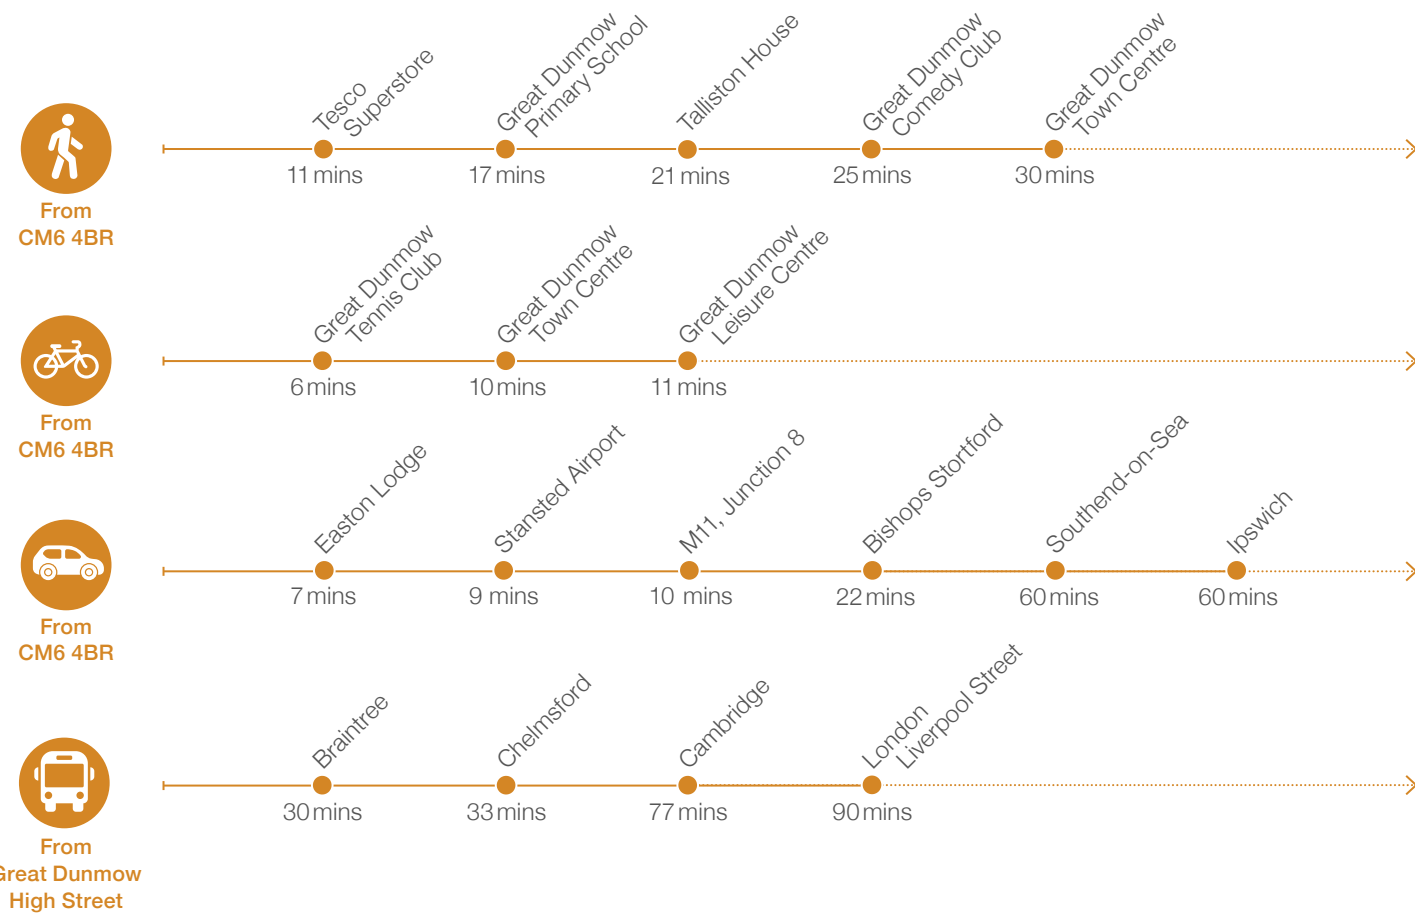 Tesco
Superstore
Great Dunmow
Primary School
Talliston House
Great Dunmow
Comedy Club
Great Dunmow
Town Centre
11 mins
17 mins
21 mins
25 mins
30 mins
From
CM6 4BR
Great Dunmow
Tennis Club
Great Dunmow
Town Centre
Great Dunmow
Leisure Centre
6 mins
10 mins
11 mins
From
CM6 4BR
Easton Lodge
Stansted Airport
M11, Junction 8
Bishops Stortford
Southend-on-Sea
Ipswich
7 mins
9 mins
10 mins
22 mins
60 mins
60 mins
From
CM6 4BR
Braintree
Chelmsford
Cambridge
London
Liverpool Street
30 mins
33 mins
77 mins
90 mins
From
Great Dunmow
High Street